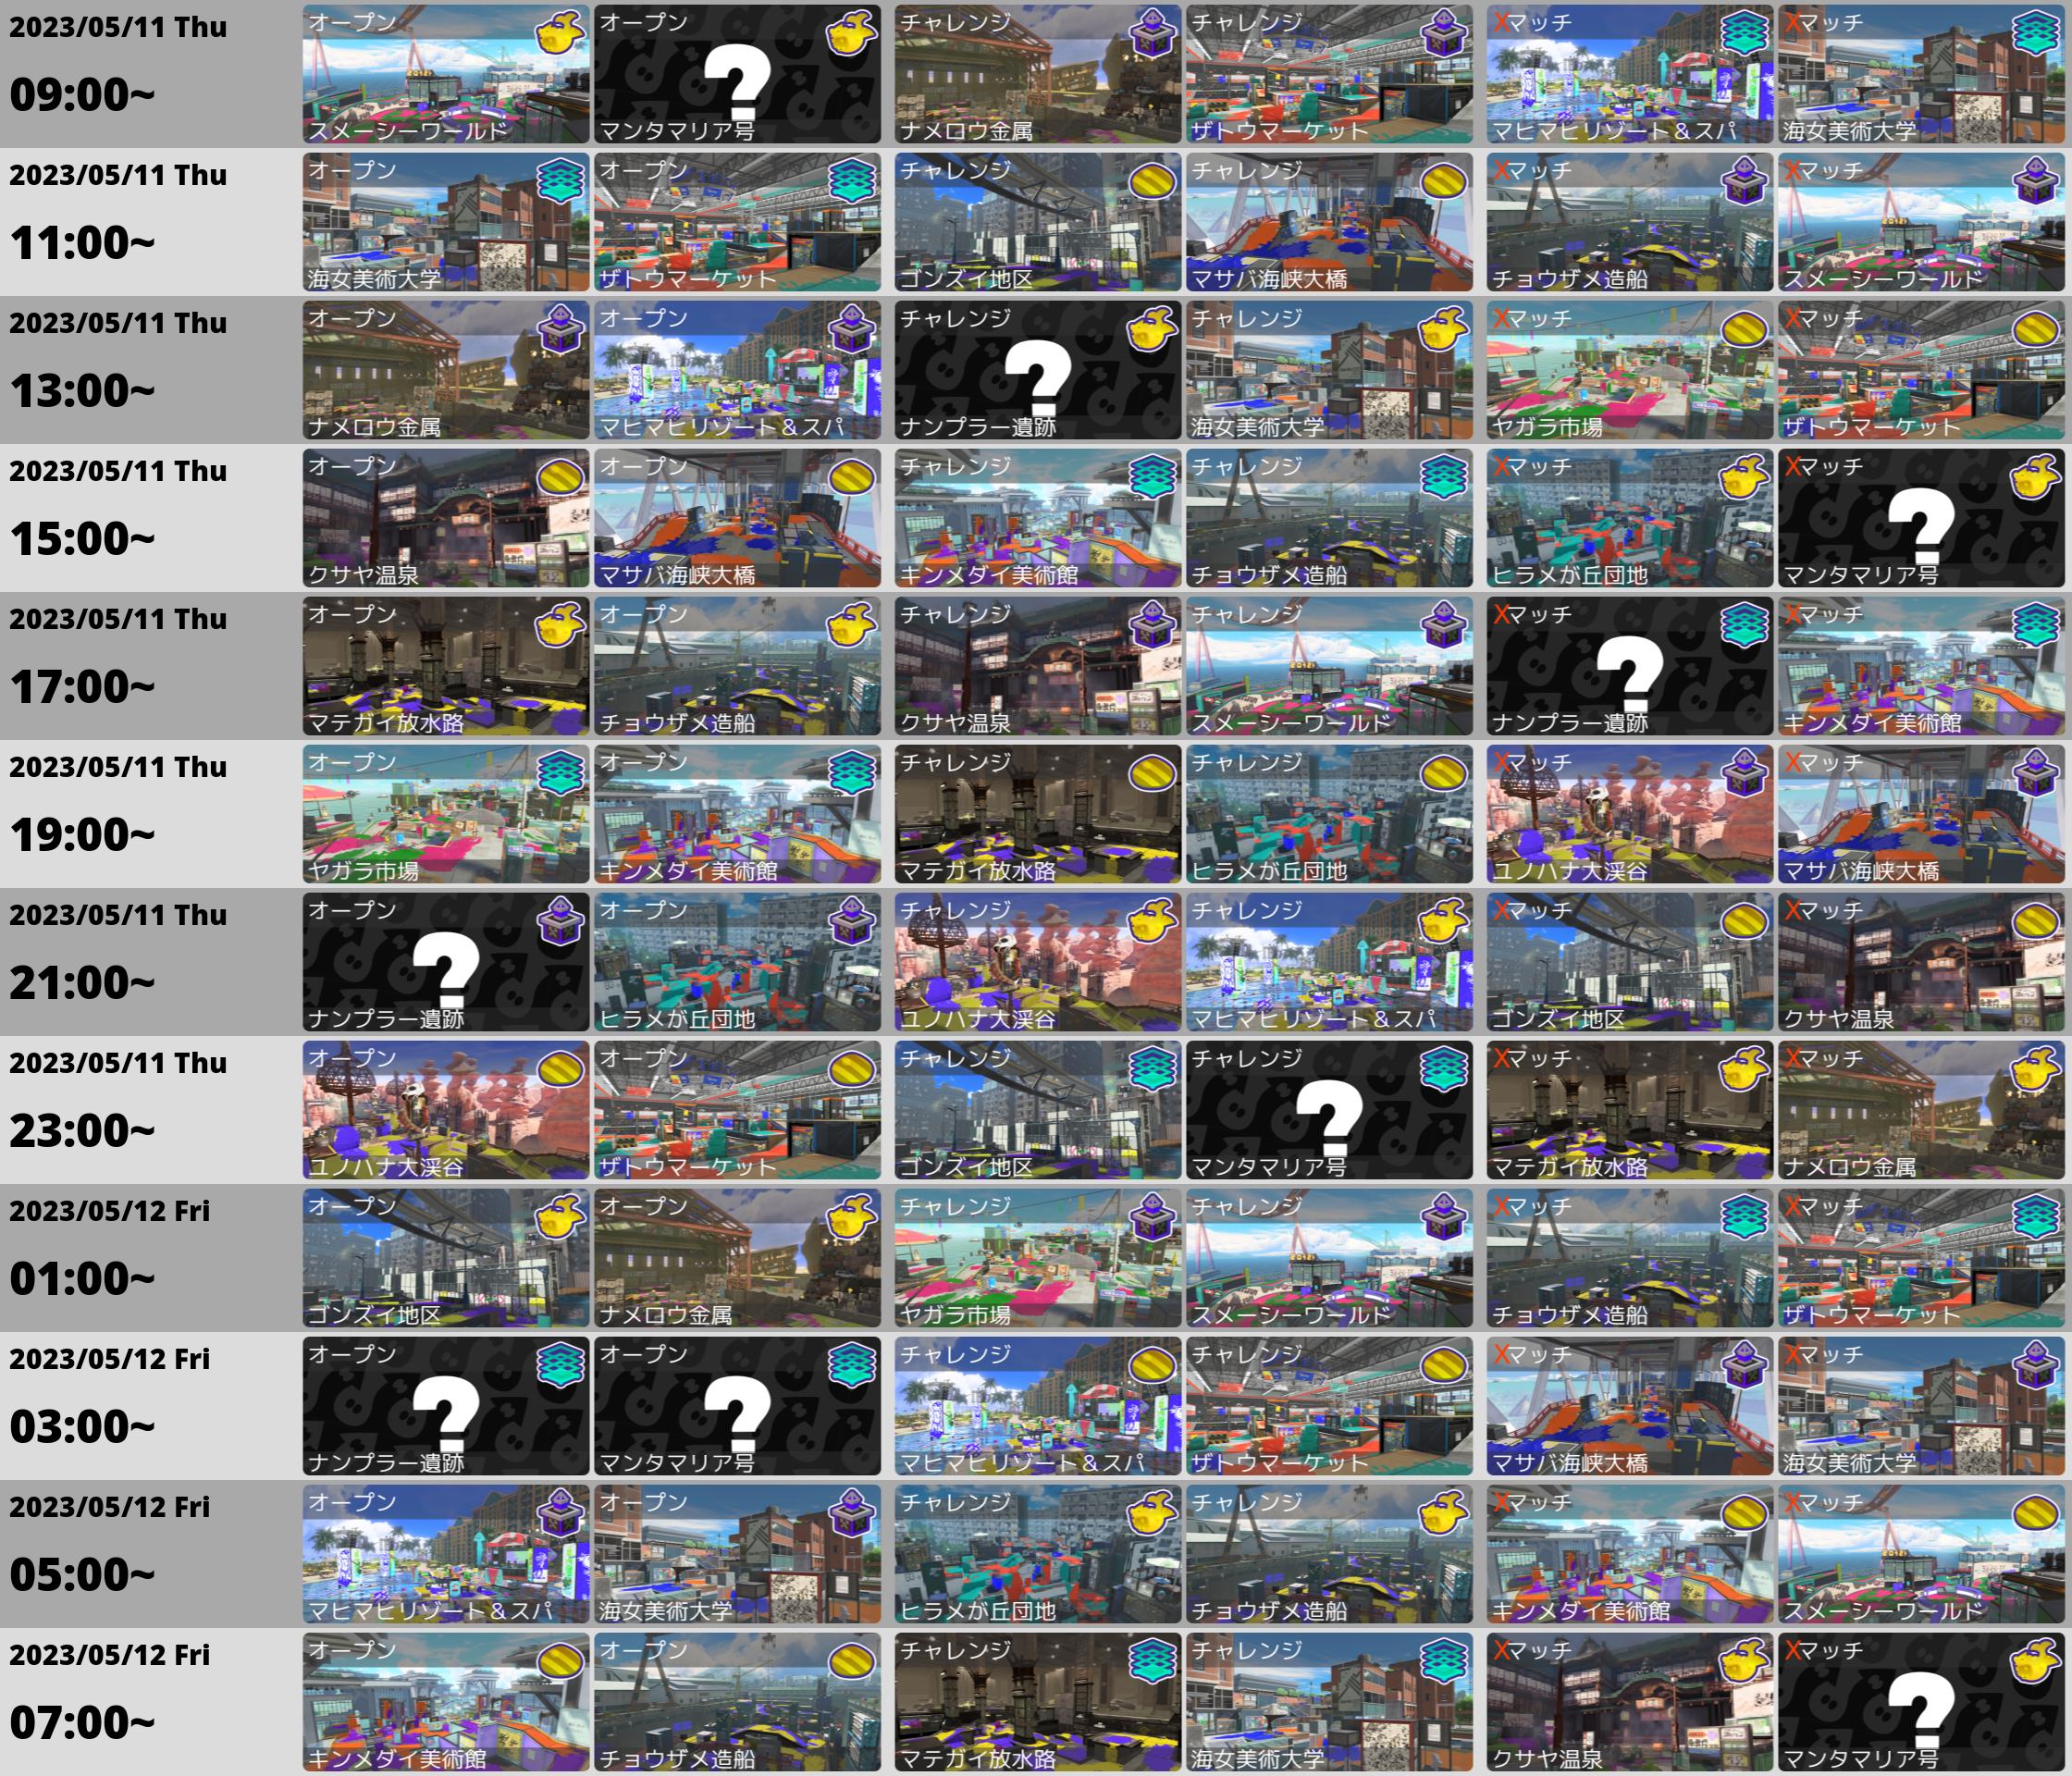 2023/05/11 Thu
09:00~
オープン オープン チャレンジ チャレンジ Xマッチ Xマッチ
スメーシーワールド マンタマリア号 ナメロウ金属 ザトウマーケット マヒマヒリゾート＆スパ 海女美術大学
2023/05/11 Thu
11:00~
オープン オープン チャレンジ チャレンジ Xマッチ Xマッチ
海女美術大学 ザトウマーケット ゴンズイ地区 マサバ海峡大橋 チョウザメ造船 スメーシーワールド
2023/05/11 Thu
13:00~
オープン オープン チャレンジ チャレンジ Xマッチ Xマッチ
ナメロウ金属 マヒマヒリゾート＆スパ ナンプラー遺跡 海女美術大学 ヤガラ市場 ザトウマーケット
2023/05/11 Thu
15:00~
オープン オープン チャレンジ チャレンジ Xマッチ Xマッチ
クサヤ温泉 マサバ海峡大橋 キンメダイ美術館 チョウザメ造船 ヒラメが丘団地 マンタマリア号
2023/05/11 Thu
17:00~
オープン オープン チャレンジ チャレンジ Xマッチ Xマッチ
マテガイ放水路 チョウザメ造船 クサヤ温泉 スメーシーワールド ナンプラー遺跡 キンメダイ美術館
2023/05/11 Thu
19:00~
オープン オープン チャレンジ チャレンジ Xマッチ Xマッチ
ヤガラ市場 キンメダイ美術館 マテガイ放水路 ヒラメが丘団地 ユノハナ大渓谷 マサバ海峡大橋
2023/05/11 Thu
21:00~
オープン オープン チャレンジ チャレンジ Xマッチ Xマッチ
ナンプラー遺跡 ヒラメが丘団地 ユノハナ大渓谷 マヒマヒリゾート＆スパ ゴンズイ地区 クサヤ温泉
2023/05/11 Thu
23:00~
オープン オープン チャレンジ チャレンジ Xマッチ Xマッチ
ユノハナ大渓谷 ザトウマーケット ゴンズイ地区 マンタマリア号 マテガイ放水路 ナメロウ金属
2023/05/12 Fri
01:00~
オープン オープン チャレンジ チャレンジ Xマッチ Xマッチ
ゴンズイ地区 ナメロウ金属 ヤガラ市場 スメーシーワールド チョウザメ造船 ザトウマーケット
2023/05/12 Fri
03:00~
オープン オープン チャレンジ チャレンジ Xマッチ Xマッチ
ナンプラー遺跡 マンタマリア号 マヒマヒリゾート＆スパ ザトウマーケット マサバ海峡大橋 海女美術大学
2023/05/12 Fri
05:00~
オープン オープン チャレンジ チャレンジ Xマッチ Xマッチ
マヒマヒリゾート＆スパ 海女美術大学 ヒラメが丘団地 チョウザメ造船 キンメダイ美術館 スメーシーワールド
2023/05/12 Fri
07:00~
オープン オープン チャレンジ チャレンジ Xマッチ Xマッチ
キンメダイ美術館 チョウザメ造船 マテガイ放水路 海女美術大学 クサヤ温泉 マンタマリア号